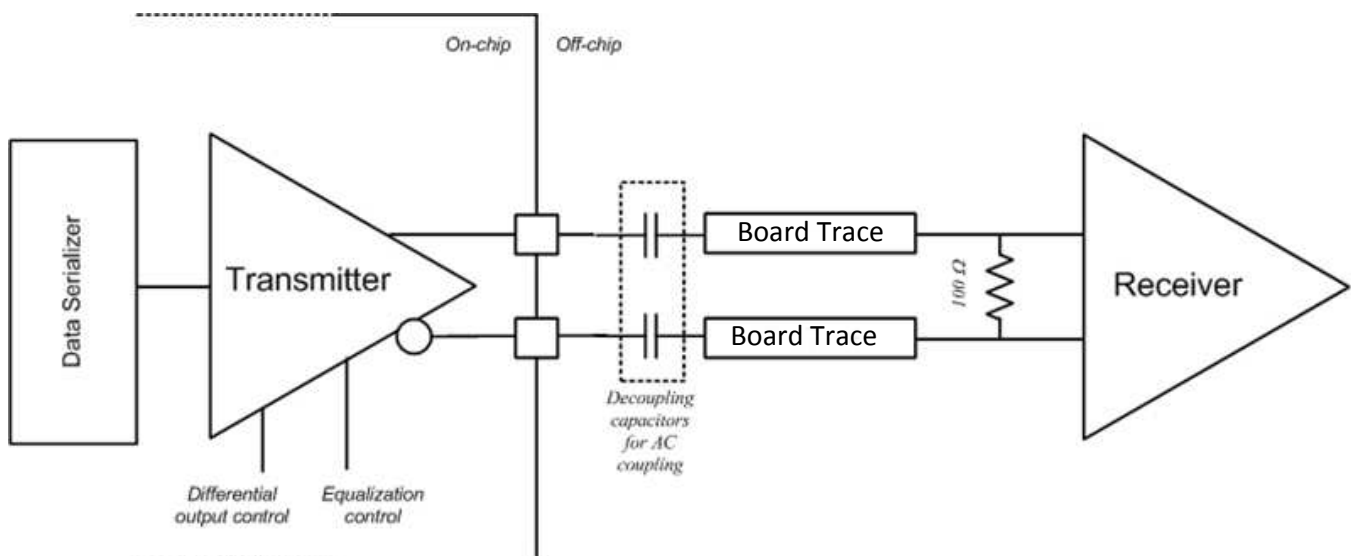 On-chip
Off-chip
Data Serializer
Transmitter
Board Trace
Board Trace
100 Ω
Receiver
Decoupling
capacitors
for AC
coupling
Differential
output control
Equalization
control